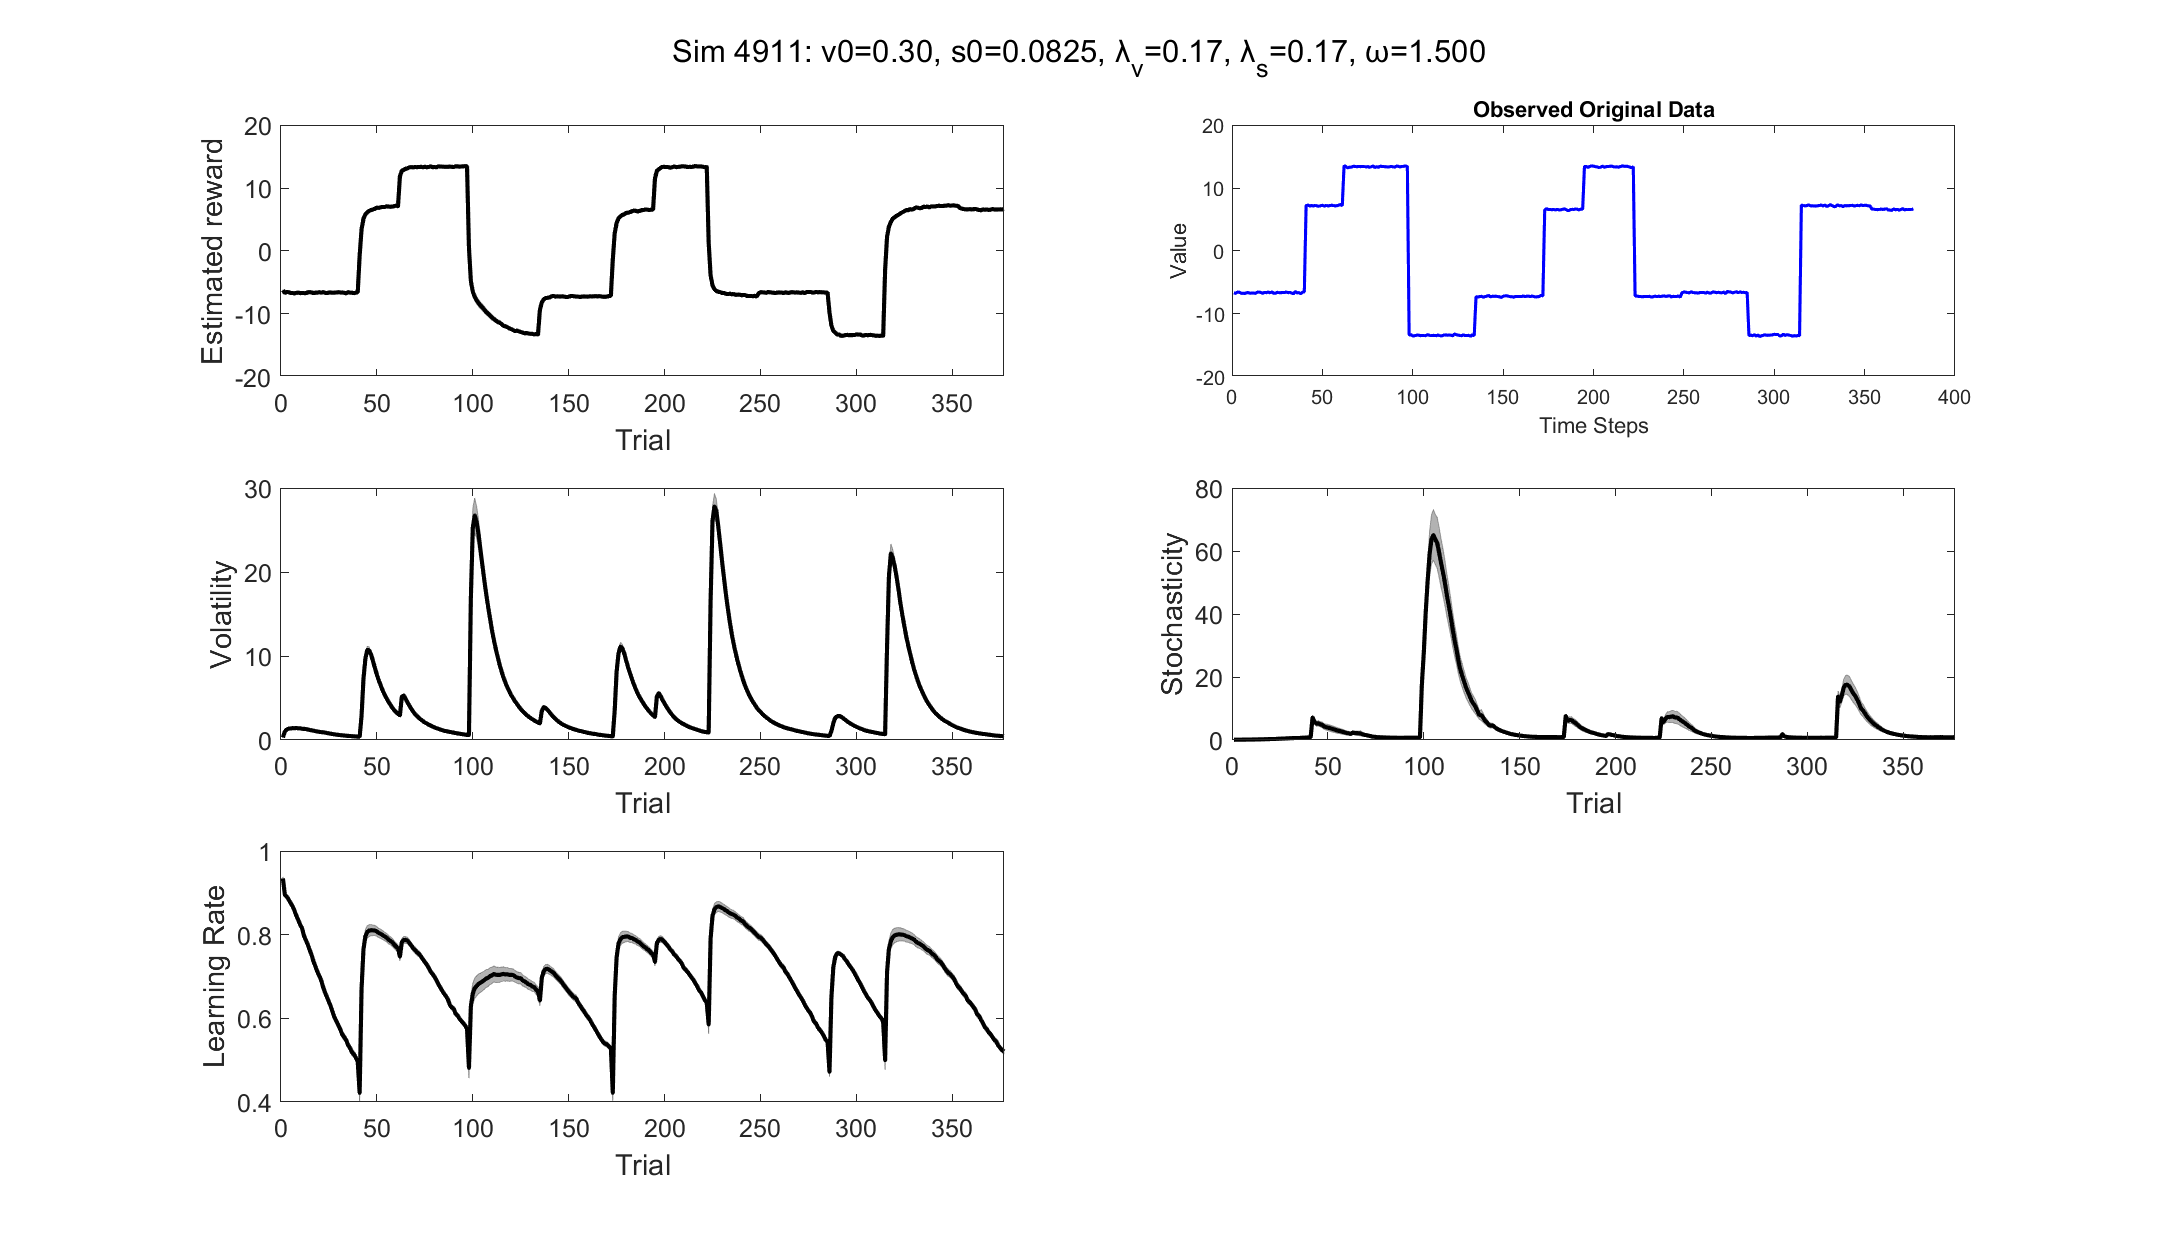 Sim 4911: v0=0.30, s0=0.0825, λ_v=0.17, λ_s=0.17, ω=1.500
Estimated reward
20
10
0
-10
-20
0 50 100 150 200 250 300 350
Trial
Observed Original Data
Value
20
10
0
-10
-20
0 50 100 150 200 250 300 350 400
Time Steps
Volatility
30
20
10
0
0 50 100 150 200 250 300 350
Trial
Stochasticity
80
60
40
20
0
0 50 100 150 200 250 300 350
Trial
Learning Rate
1
0.8
0.6
0.4
0 50 100 150 200 250 300 350
Trial